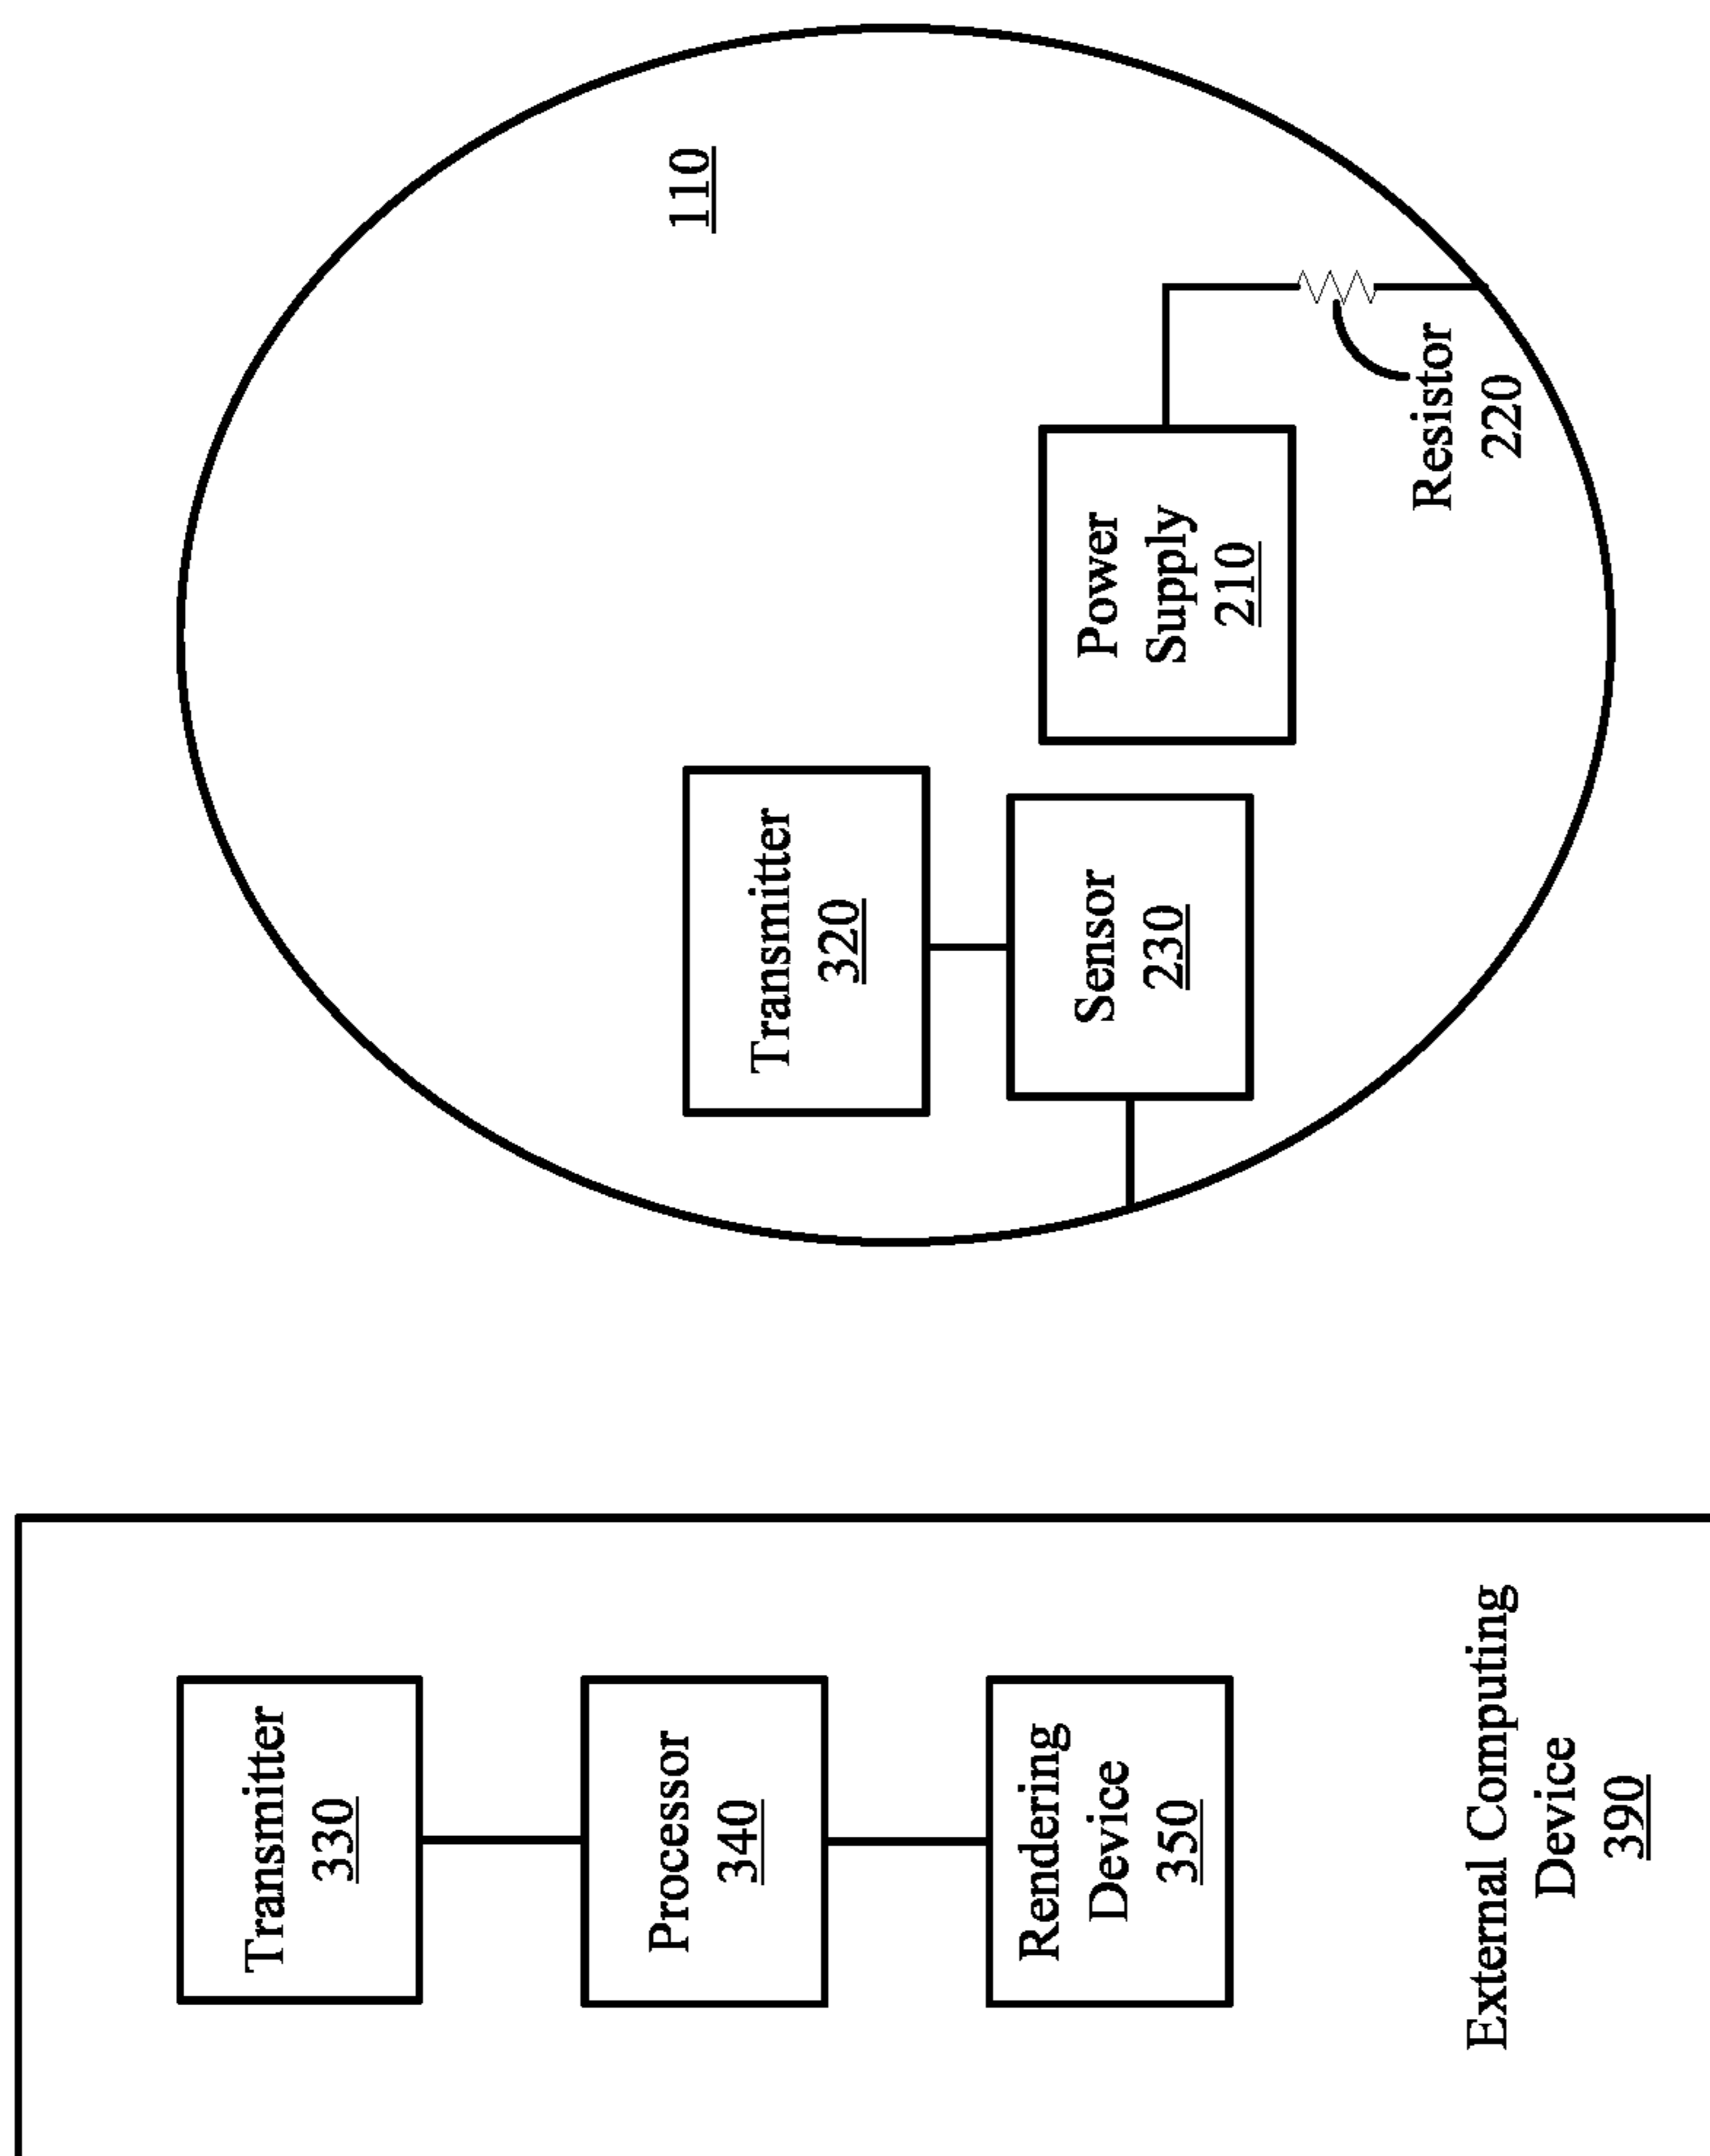 Transmitter
330
Processor
340
Rendering
Device
350
External Computing
Device
390
110
Transmitter
320
Sensor
230
Power
Supply
210
Resistor
220